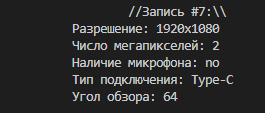 //Запись #7:\\
Разрешение: 1920x1080
Число мегапикселей: 2
Наличие микрофона: no
Тип подключения: Type-C
Угол обзора: 64